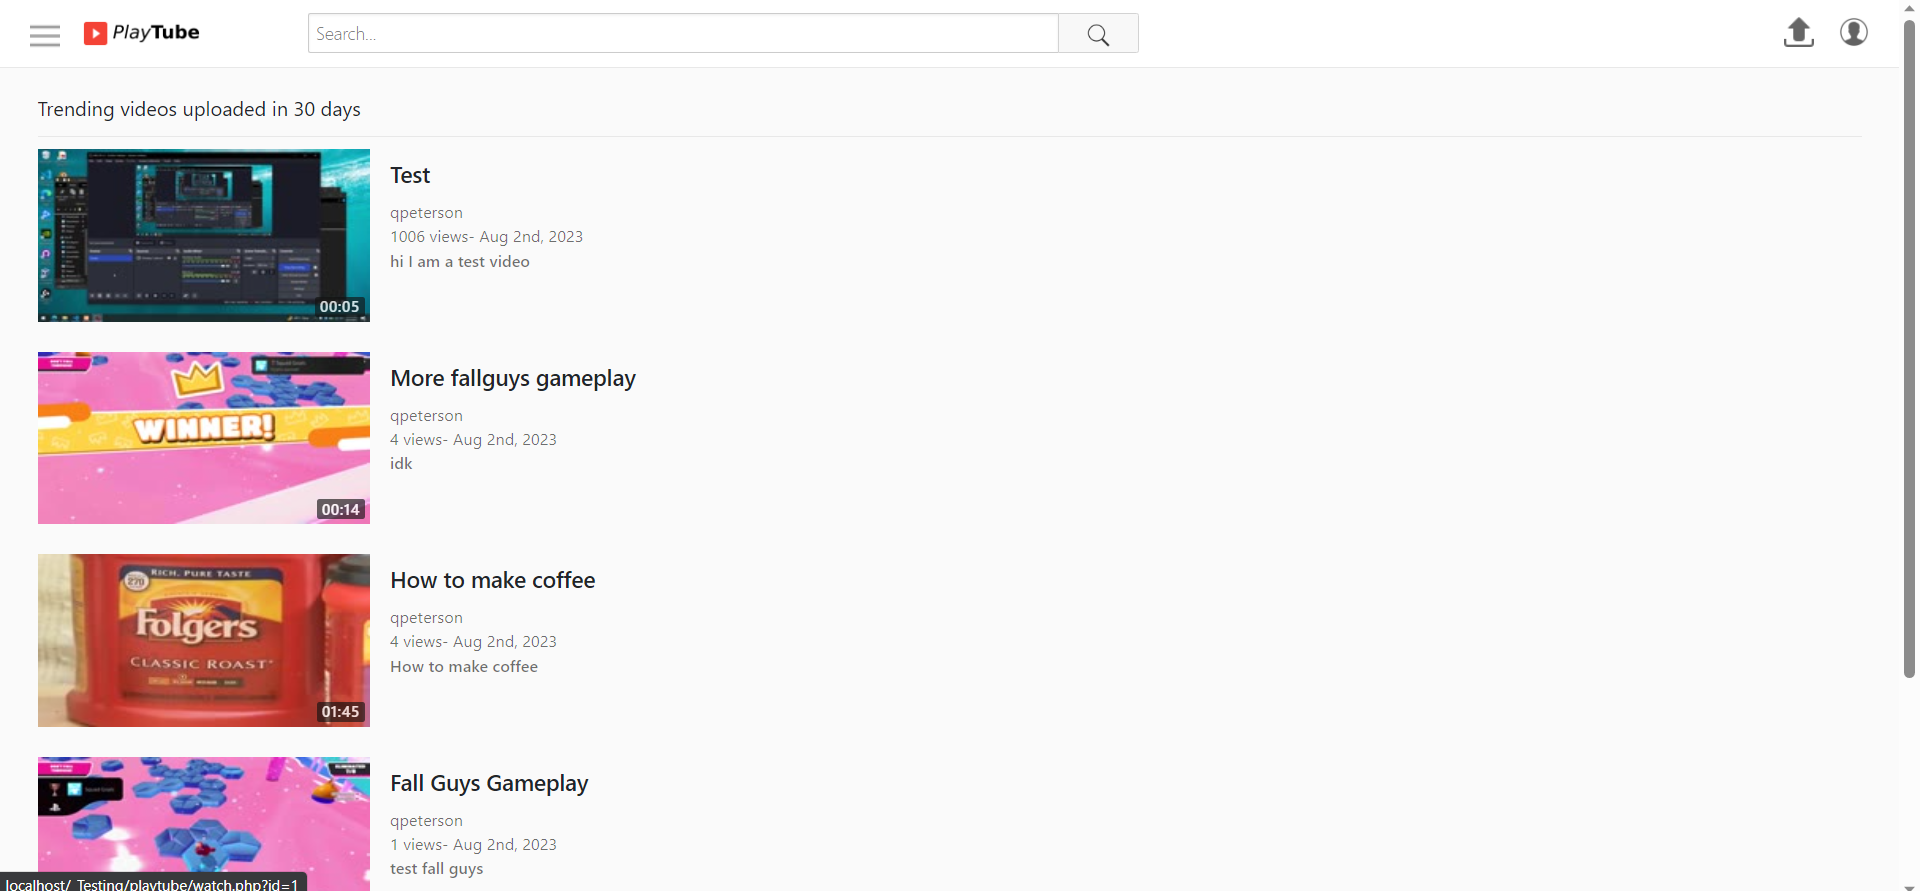 PlayTube
Search...
Trending videos uploaded in 30 days
00:05
Test
qpeterson
1006 views- Aug 2nd, 2023
hi I am a test video
WINNER!
00:14
More fallguys gameplay
qpeterson
4 views- Aug 2nd, 2023
idk
RICH, PURE TASTE
270
Folgers
CLASSIC ROAST
01:45
How to make coffee
qpeterson
4 views- Aug 2nd, 2023
How to make coffee
Fall Guys Gameplay
qpeterson
1 views- Aug 2nd, 2023
test fall guys
localhost/_Testing/playtube/watch.php?id=1